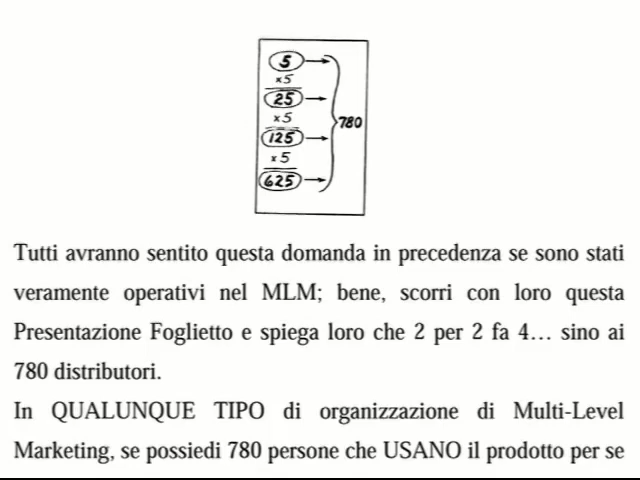 5
x5
25
x5
125
x5
625
780
Tutti avranno sentito questa domanda in precedenza se sono stati
veramente operativi nel MLM; bene, scorri con loro questa
Presentazione Foglietto e spiega loro che 2 per 2 fa 4… sino ai
780 distributori.
In QUALUNQUE TIPO di organizzazione di Multi-Level
Marketing, se possiedi 780 persone che USANO il prodotto per se